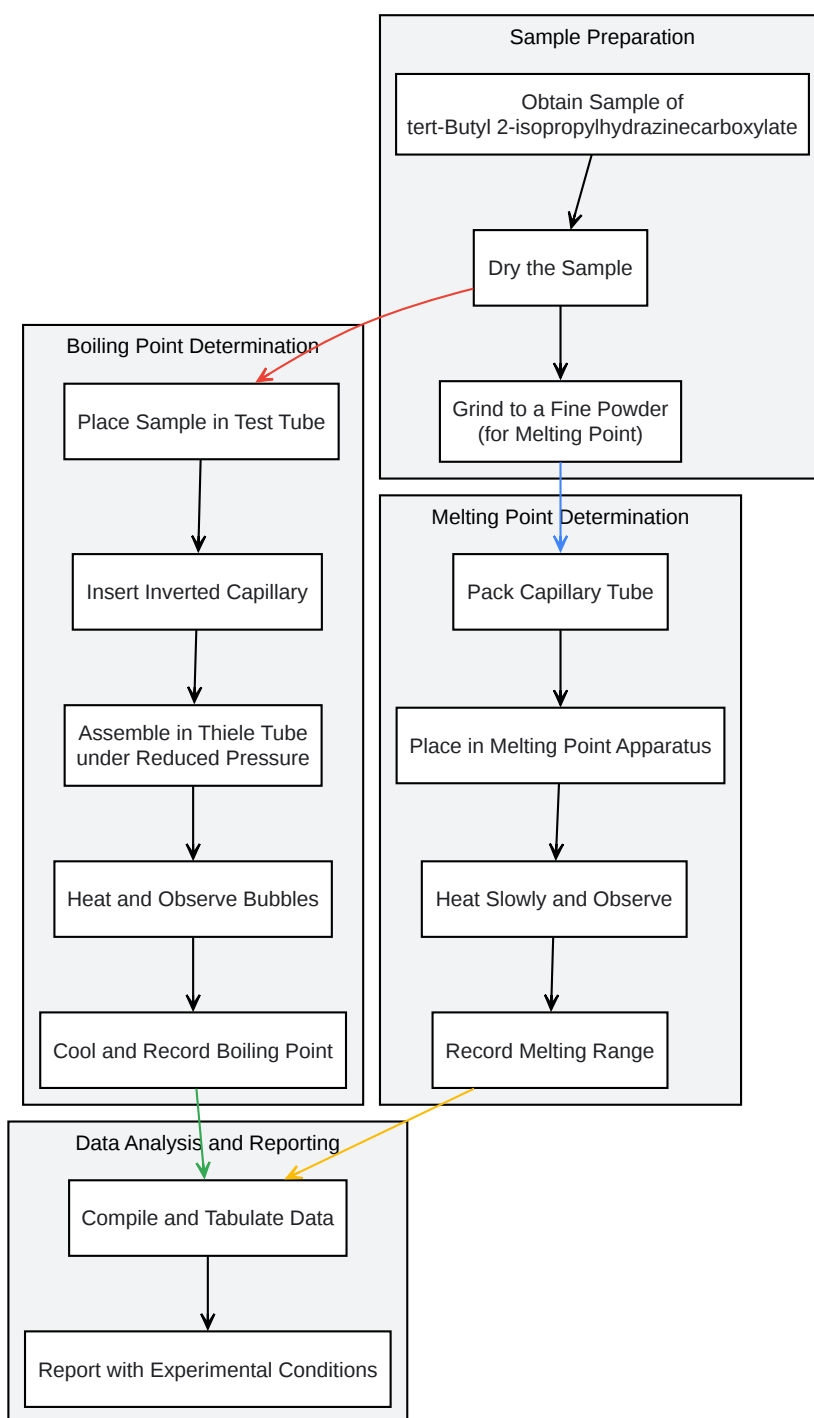 Sample Preparation
Obtain Sample of
tert-Butyl 2-isopropylhydrazinecarboxylate
Dry the Sample
Grind to a Fine Powder
(for Melting Point)
Boiling Point Determination
Place Sample in Test Tube
Insert Inverted Capillary
Assemble in Thiele Tube
under Reduced Pressure
Heat and Observe Bubbles
Cool and Record Boiling Point
Melting Point Determination
Pack Capillary Tube
Place in Melting Point Apparatus
Heat Slowly and Observe
Record Melting Range
Data Analysis and Reporting
Compile and Tabulate Data
Report with Experimental Conditions